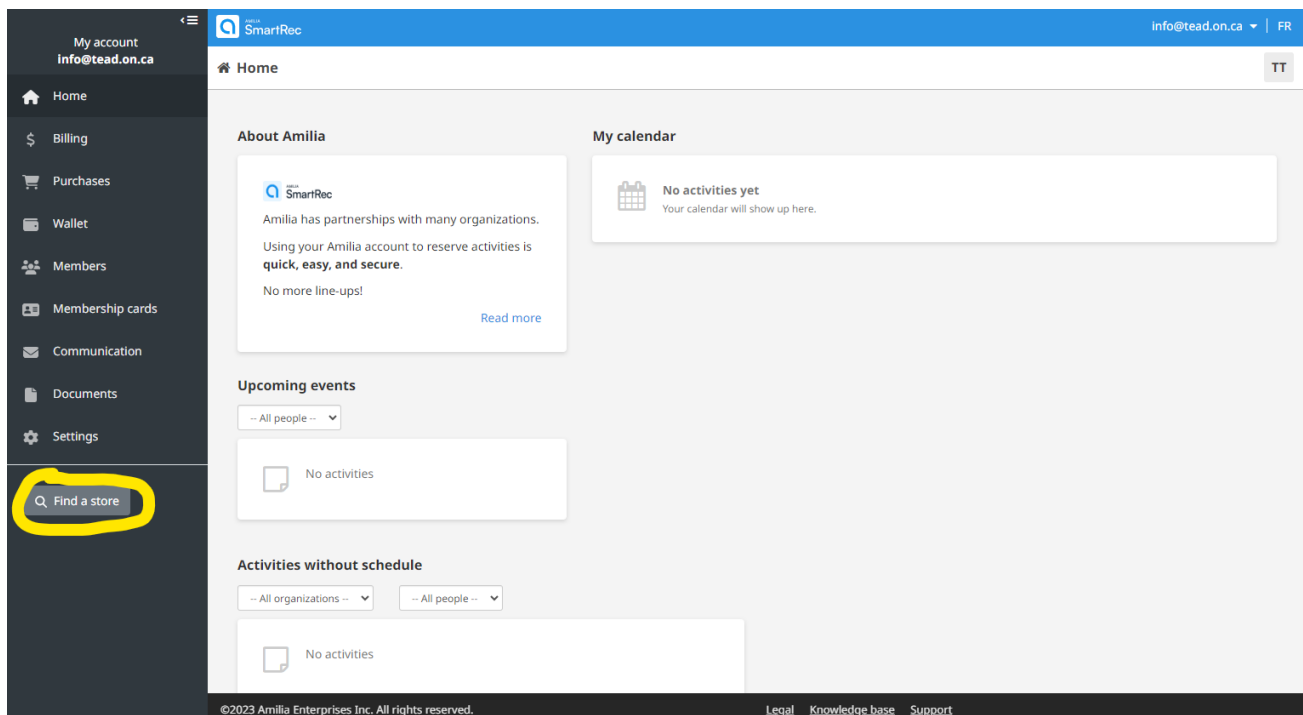 My account
info@tead.on.ca
Home
Billing
Purchases
Wallet
Members
Membership cards
Communication
Documents
Settings
Find a store
AMILIA
SmartRec
info@tead.on.ca
FR
Home
TT
About Amilia
AMILIA
SmartRec
Amilia has partnerships with many organizations.
Using your Amilia account to reserve activities is
quick, easy, and secure.
No more line-ups!
Read more
My calendar
No activities yet
Your calendar will show up here.
Upcoming events
-- All people --
No activities
Activities without schedule
-- All organizations --
-- All people --
No activities
©2023 Amilia Enterprises Inc. All rights reserved.
Legal Knowledge base Support